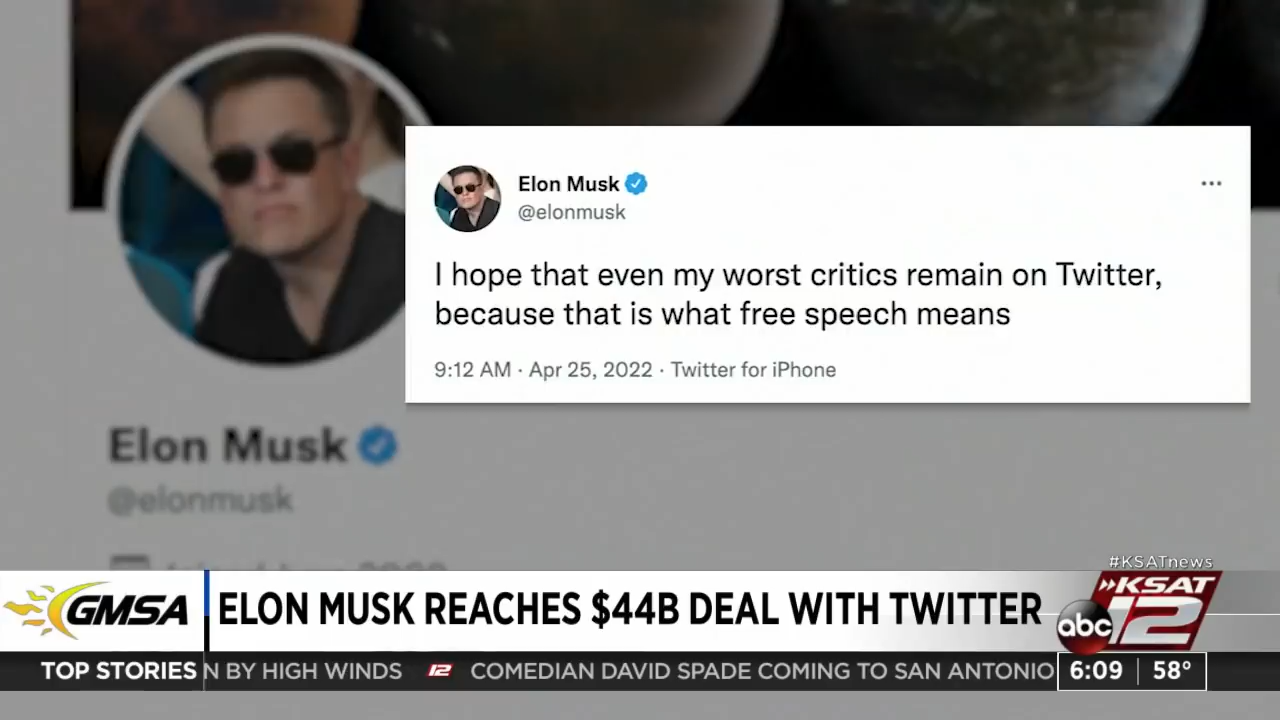 Elon Musk
@elonmusk
I hope that even my worst critics remain on Twitter,
because that is what free speech means
9:12 AM · Apr 25, 2022 · Twitter for iPhone
Elon Musk
@elonmusk
#KSATnews
GMSA
ELON MUSK REACHES $44B DEAL WITH TWITTER
KSAT
abc 12
TOP STORIES N BY HIGH WINDS 12 COMEDIAN DAVID SPADE COMING TO SAN ANTONIO 6:09 58°